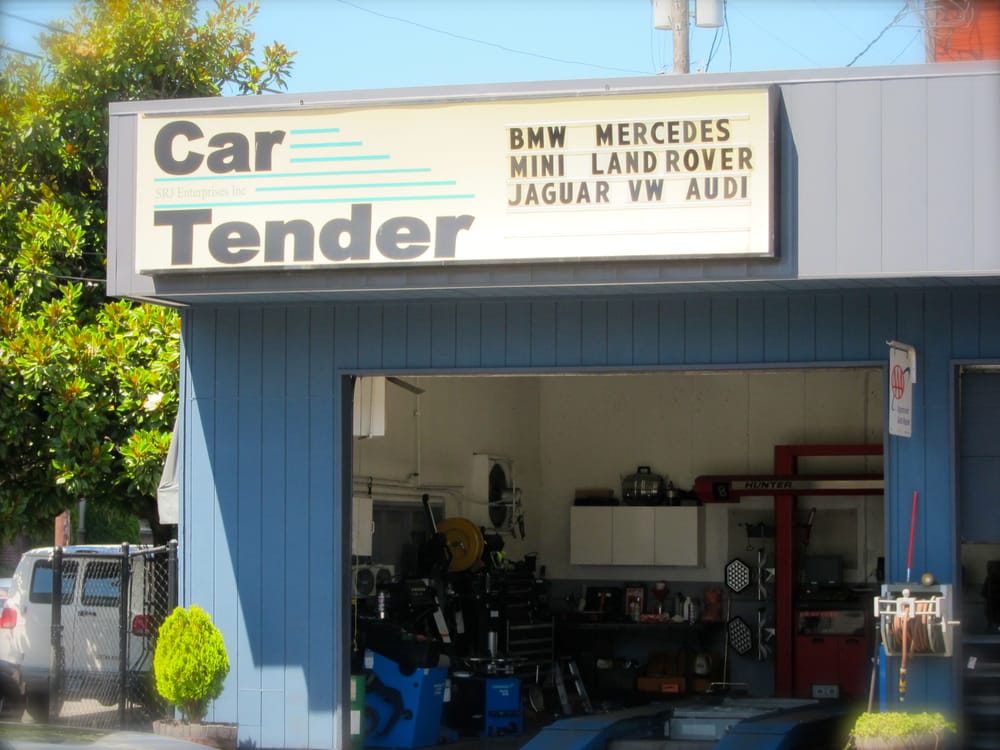 Car
SRJ Enterprises Inc
Tender
BMW MERCEDES
MINI LAND ROVER
JAGUAR VW AUDI
HUNTER